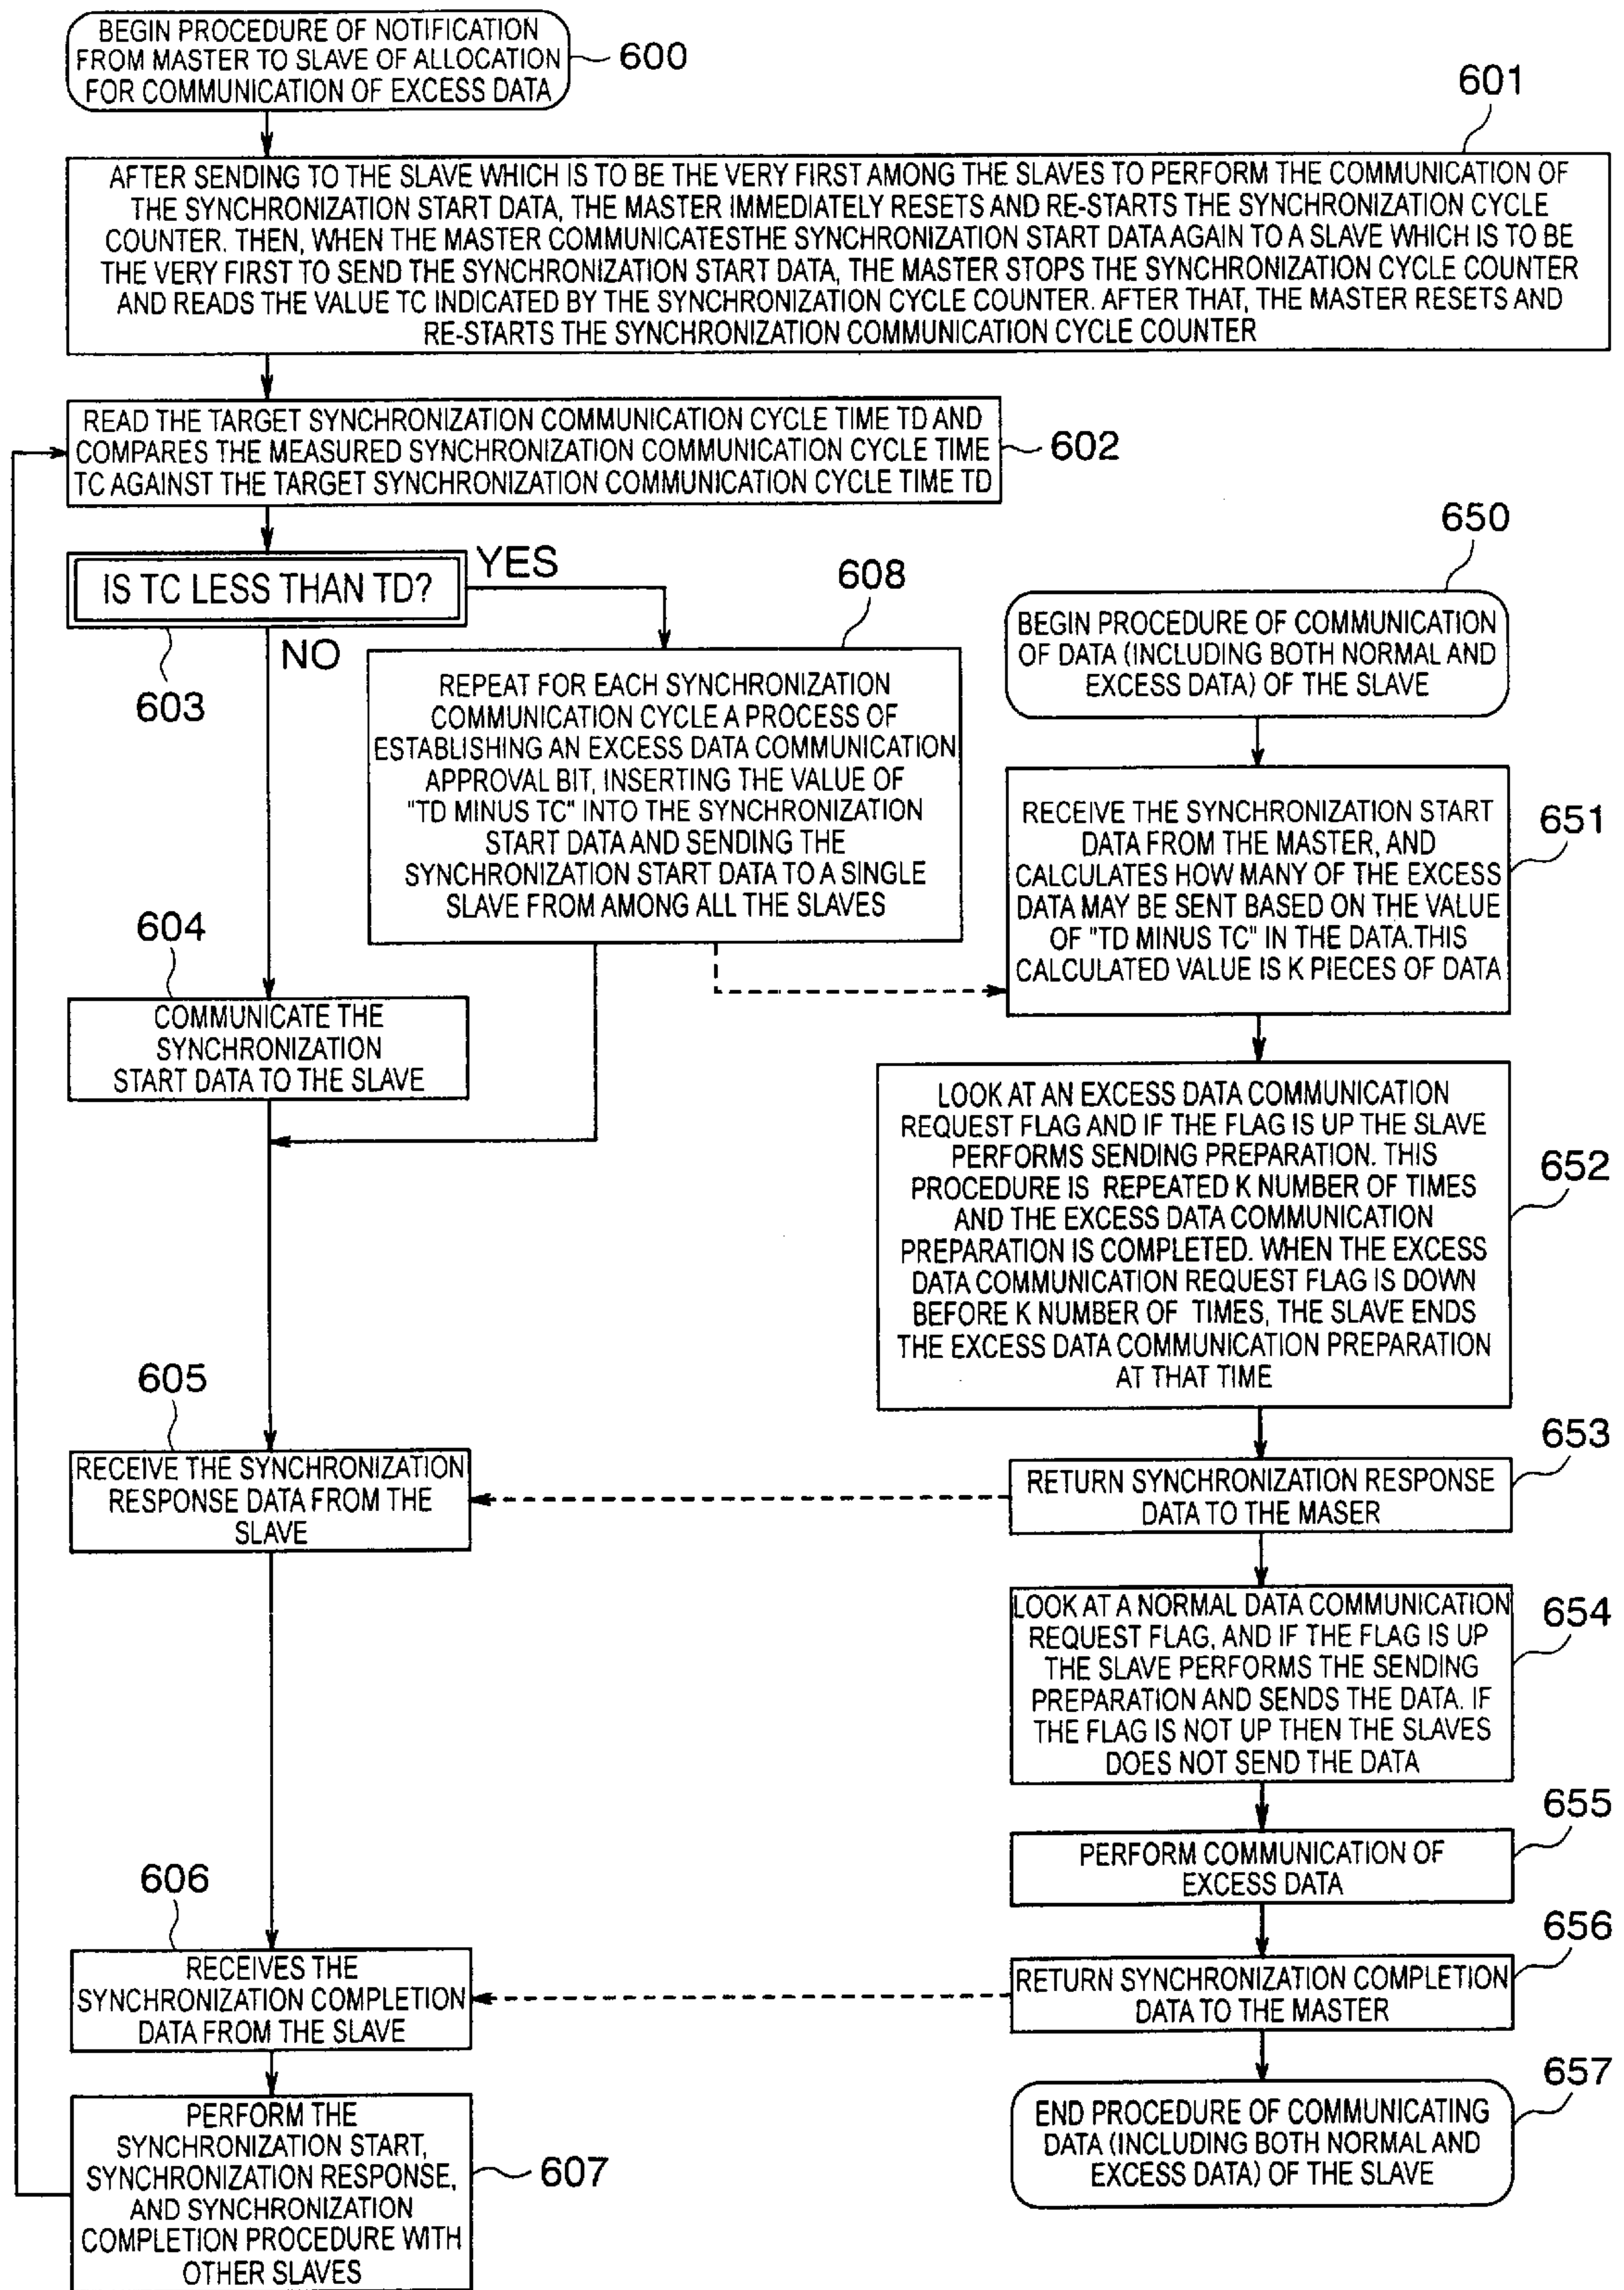 BEGIN PROCEDURE OF NOTIFICATION
FROM MASTER TO SLAVE OF ALLOCATION
FOR COMMUNICATION OF EXCESS DATA
600
601
AFTER SENDING TO THE SLAVE WHICH IS TO BE THE VERY FIRST AMONG THE SLAVES TO PERFORM THE COMMUNICATION OF
THE SYNCHRONIZATION START DATA, THE MASTER IMMEDIATELY RESETS AND RE-STARTS THE SYNCHRONIZATION CYCLE
COUNTER. THEN, WHEN THE MASTER COMMUNICATESTHE SYNCHRONIZATION START DATA AGAIN TO A SLAVE WHICH IS TO BE
THE VERY FIRST TO SEND THE SYNCHRONIZATION START DATA, THE MASTER STOPS THE SYNCHRONIZATION CYCLE COUNTER
AND READS THE VALUE TC INDICATED BY THE SYNCHRONIZATION CYCLE COUNTER. AFTER THAT, THE MASTER RESETS AND
RE-STARTS THE SYNCHRONIZATION COMMUNICATION CYCLE COUNTER
READ THE TARGET SYNCHRONIZATION COMMUNICATION CYCLE TIME TD AND
COMPARES THE MEASURED SYNCHRONIZATION COMMUNICATION CYCLE TIME
TC AGAINST THE TARGET SYNCHRONIZATION COMMUNICATION CYCLE TIME TD
602
IS TC LESS THAN TD?
YES
NO
603
608
REPEAT FOR EACH SYNCHRONIZATION
COMMUNICATION CYCLE A PROCESS OF
ESTABLISHING AN EXCESS DATA COMMUNICATION
APPROVAL BIT, INSERTING THE VALUE OF
"TD MINUS TC" INTO THE SYNCHRONIZATION
START DATA AND SENDING THE
SYNCHRONIZATION START DATA TO A SINGLE
SLAVE FROM AMONG ALL THE SLAVES
604
COMMUNICATE THE
SYNCHRONIZATION
START DATA TO THE SLAVE
605
RECEIVE THE SYNCHRONIZATION
RESPONSE DATA FROM THE
SLAVE
606
RECEIVES THE
SYNCHRONIZATION COMPLETION
DATA FROM THE SLAVE
PERFORM THE
SYNCHRONIZATION START,
SYNCHRONIZATION RESPONSE,
AND SYNCHRONIZATION
COMPLETION PROCEDURE WITH
OTHER SLAVES
607
650
BEGIN PROCEDURE OF COMMUNICATION
OF DATA (INCLUDING BOTH NORMAL AND
EXCESS DATA) OF THE SLAVE
RECEIVE THE SYNCHRONIZATION START
DATA FROM THE MASTER, AND
CALCULATES HOW MANY OF THE EXCESS
DATA MAY BE SENT BASED ON THE VALUE
OF "TD MINUS TC" IN THE DATA.THIS
CALCULATED VALUE IS K PIECES OF DATA
651
LOOK AT AN EXCESS DATA COMMUNICATION
REQUEST FLAG AND IF THE FLAG IS UP THE SLAVE
PERFORMS SENDING PREPARATION. THIS
PROCEDURE IS REPEATED K NUMBER OF TIMES
AND THE EXCESS DATA COMMUNICATION
PREPARATION IS COMPLETED. WHEN THE EXCESS
DATA COMMUNICATION REQUEST FLAG IS DOWN
BEFORE K NUMBER OF TIMES, THE SLAVE ENDS
THE EXCESS DATA COMMUNICATION PREPARATION
AT THAT TIME
652
653
RETURN SYNCHRONIZATION RESPONSE
DATA TO THE MASER
LOOK AT A NORMAL DATA COMMUNICATION
REQUEST FLAG, AND IF THE FLAG IS UP
THE SLAVE PERFORMS THE SENDING
PREPARATION AND SENDS THE DATA. IF
THE FLAG IS NOT UP THEN THE SLAVES
DOES NOT SEND THE DATA
654
655
PERFORM COMMUNICATION OF
EXCESS DATA
656
RETURN SYNCHRONIZATION COMPLETION
DATA TO THE MASTER
657
END PROCEDURE OF COMMUNICATING
DATA (INCLUDING BOTH NORMAL AND
EXCESS DATA) OF THE SLAVE